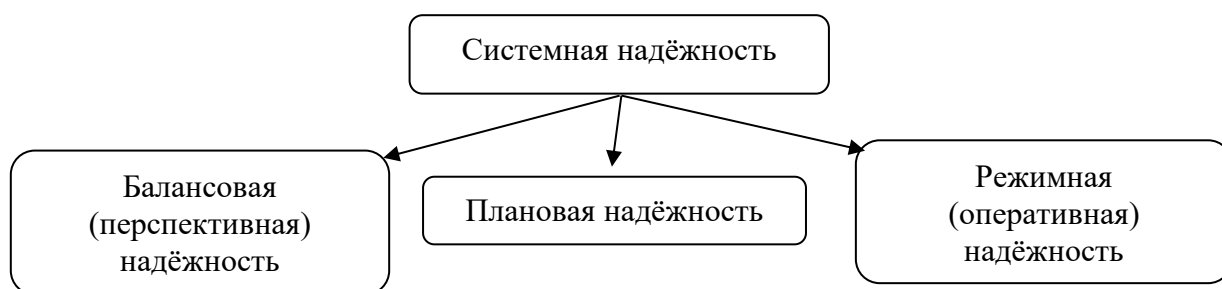 Системная надёжность
Балансовая
(перспективная)
надёжность
Плановая надёжность
Режимная
(оперативная)
надёжность